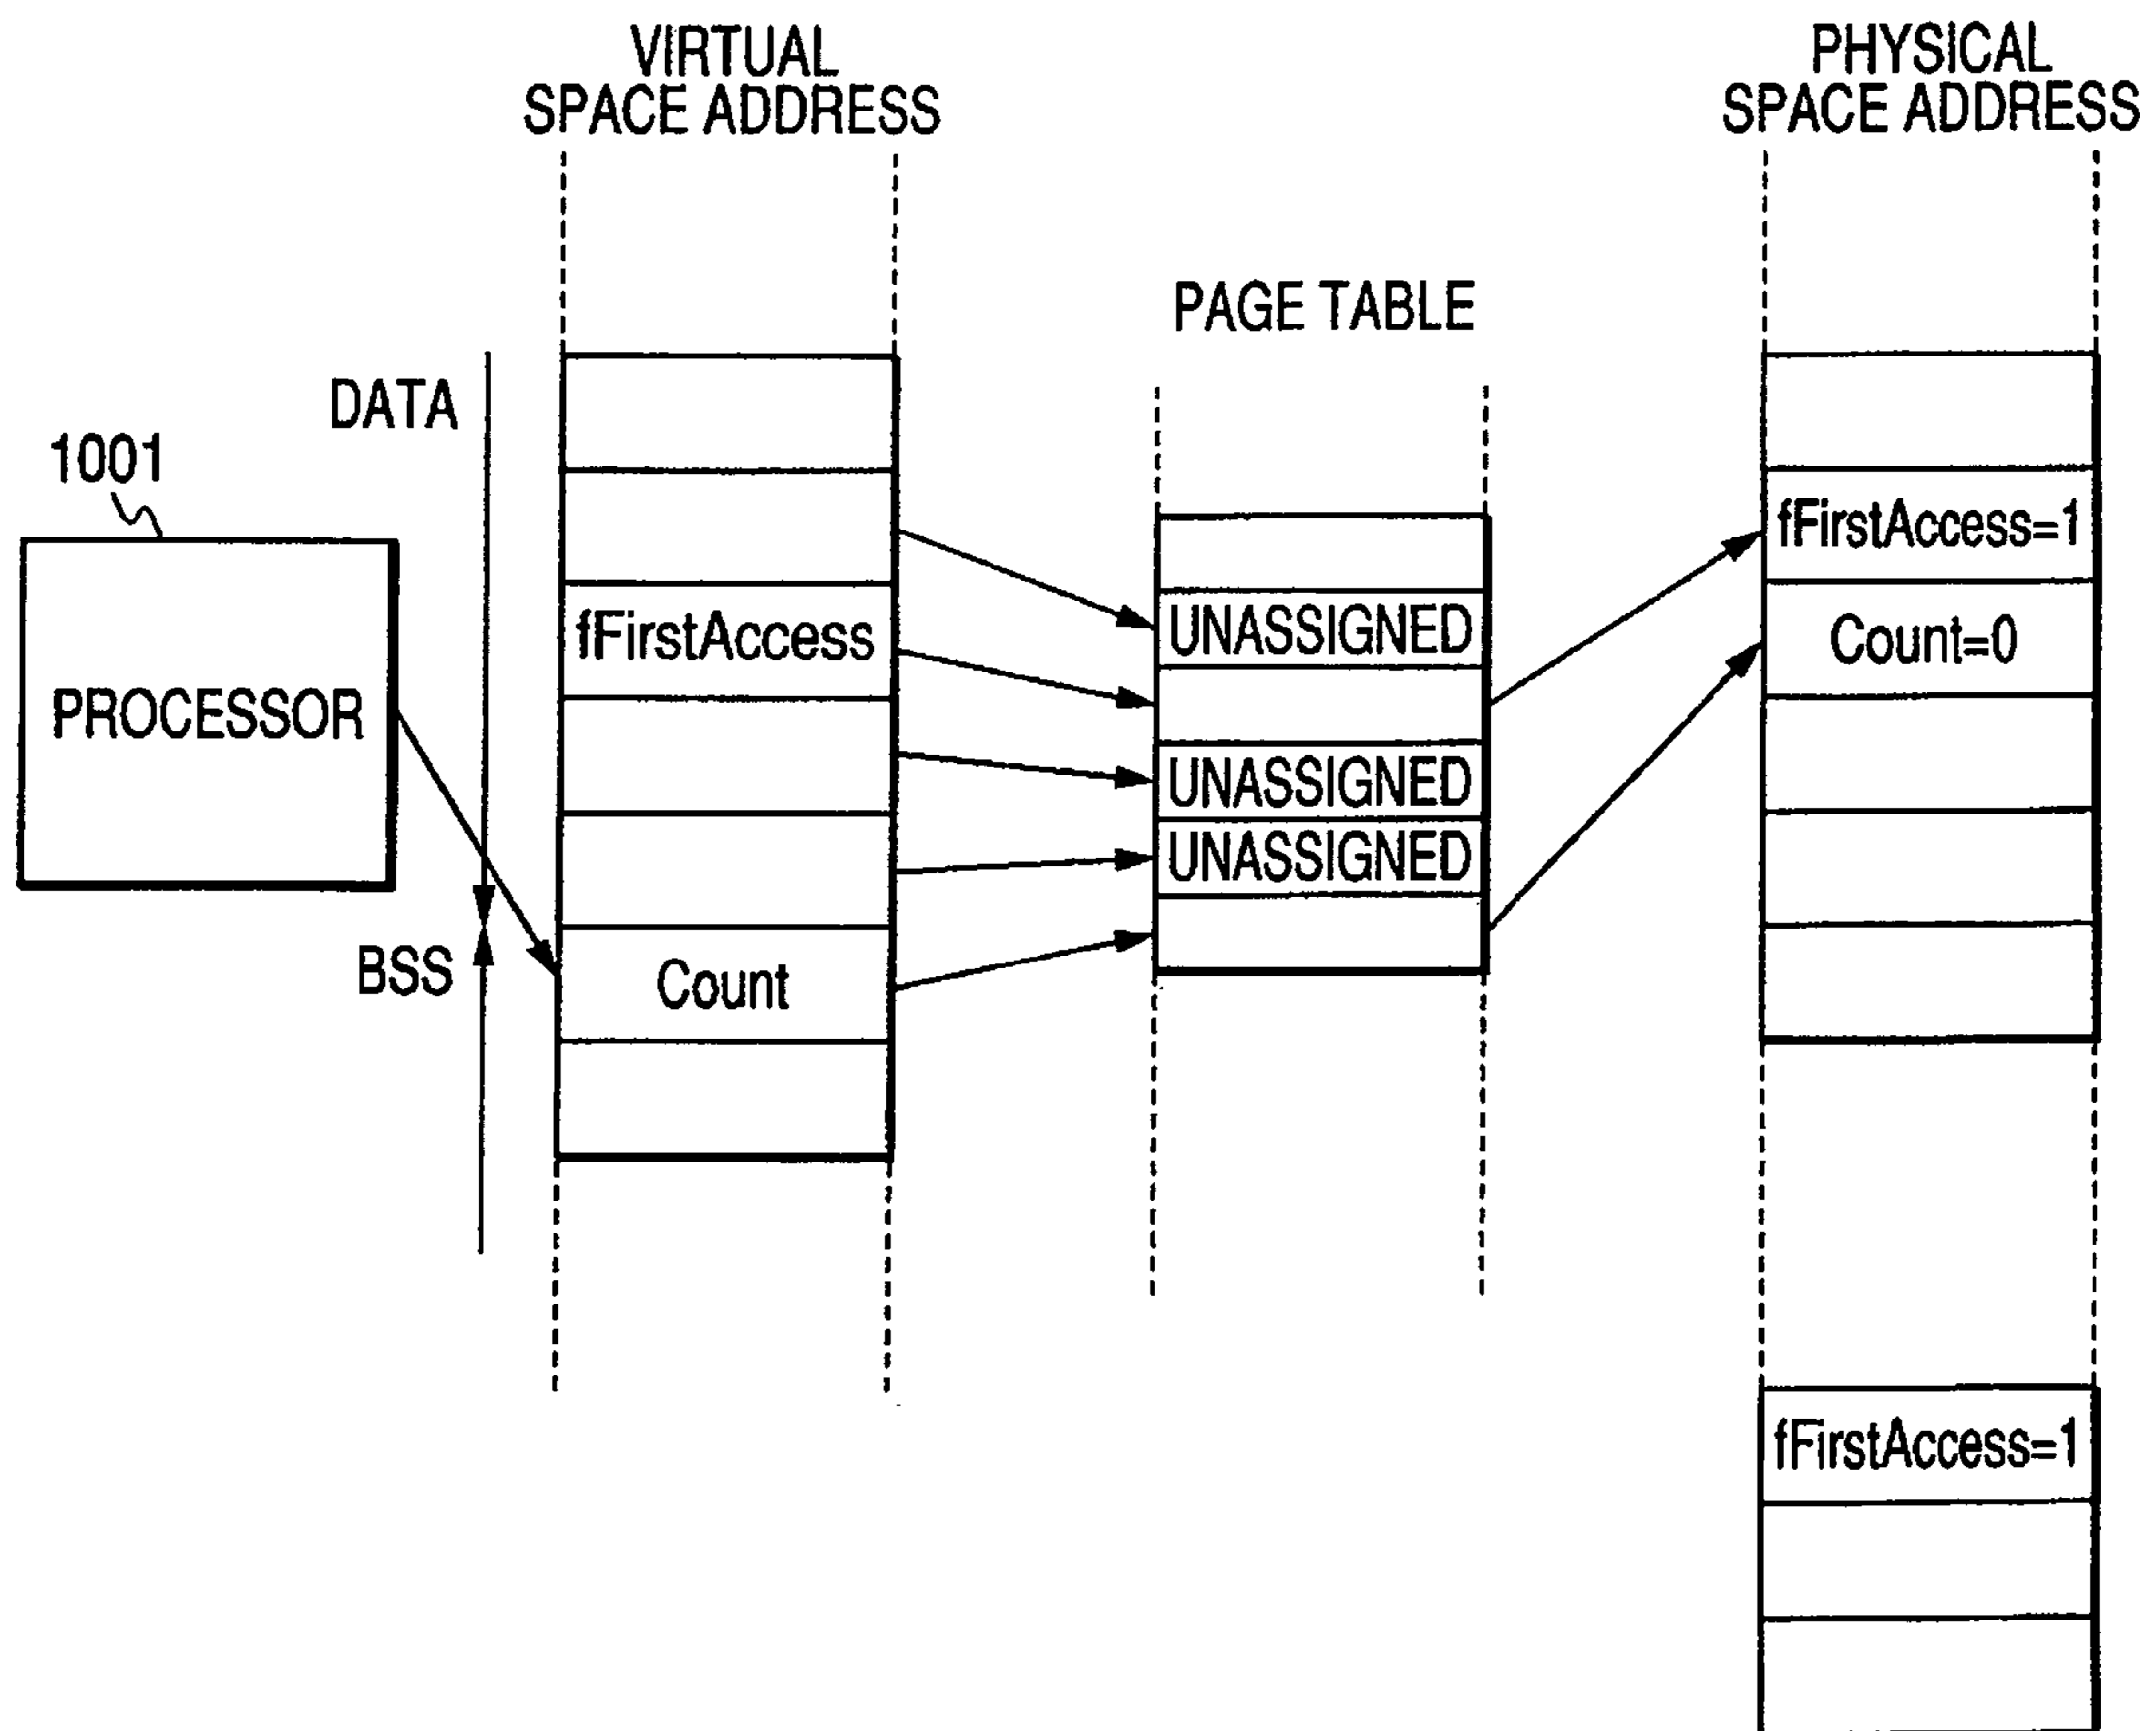 VIRTUAL
SPACE ADDRESS
PHYSICAL
SPACE ADDRESS
PAGE TABLE
DATA
1001
PROCESSOR
BSS
fFirstAccess
Count
UNASSIGNED
UNASSIGNED
UNASSIGNED
fFirstAccess=1
Count=0
fFirstAccess=1